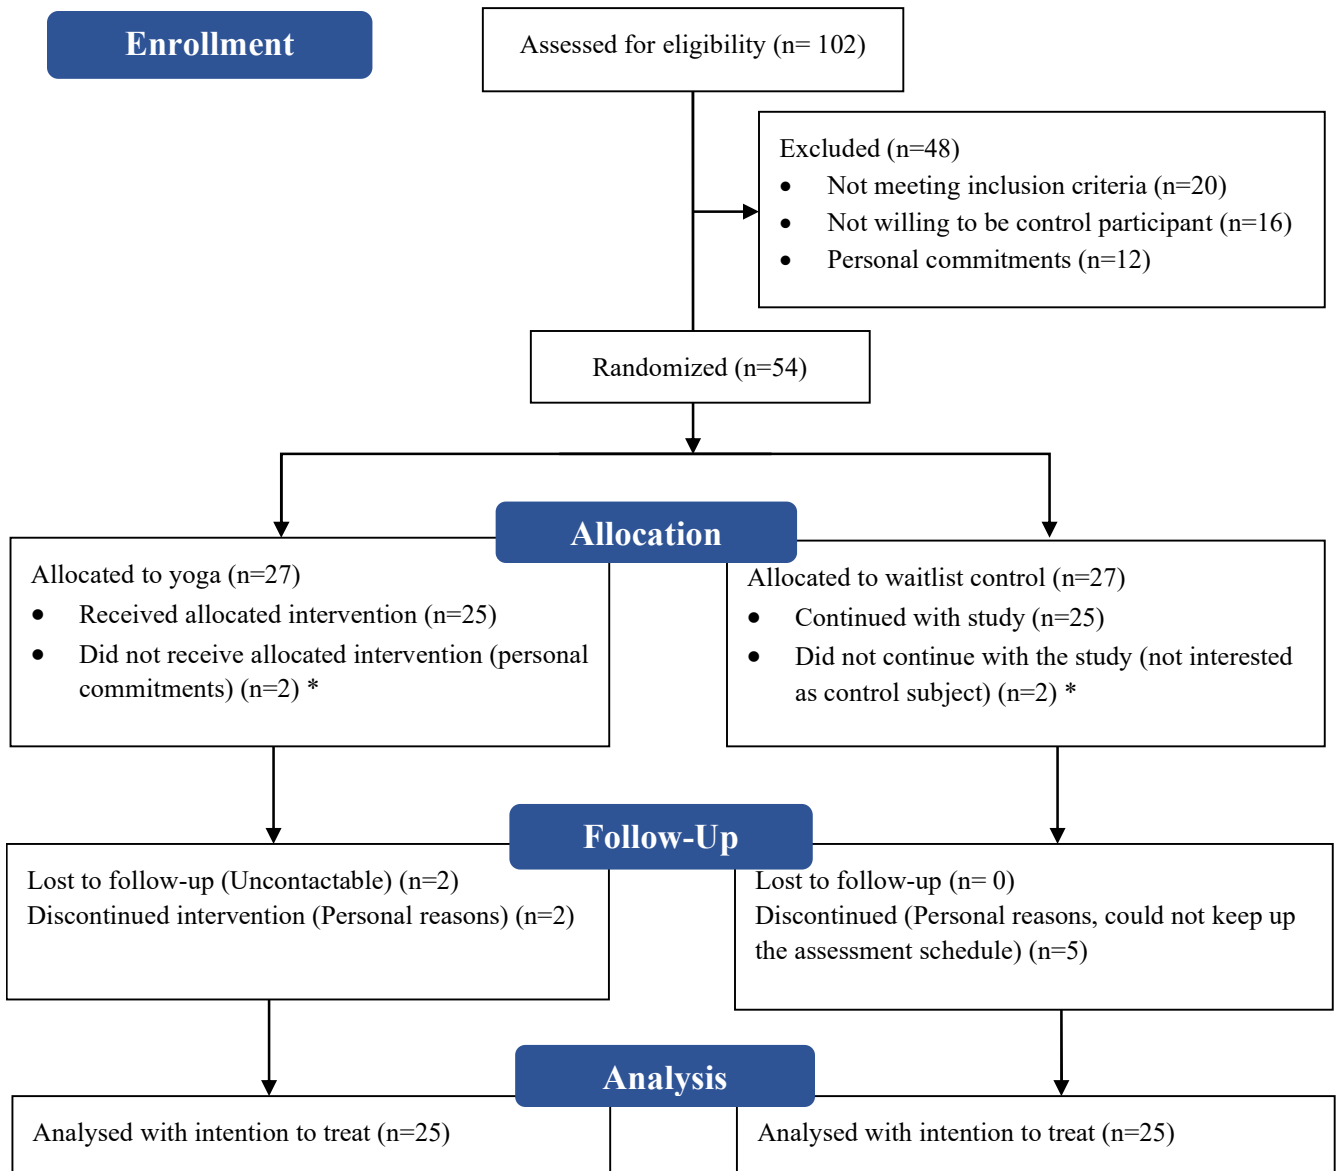 Enrollment
Assessed for eligibility (n= 102)
Excluded (n=48)
• Not meeting inclusion criteria (n=20)
• Not willing to be control participant (n=16)
• Personal commitments (n=12)
Randomized (n=54)
Allocation
Allocated to yoga (n=27)
• Received allocated intervention (n=25)
• Did not receive allocated intervention (personal
commitments) (n=2) *
Allocated to waitlist control (n=27)
• Continued with study (n=25)
• Did not continue with the study (not interested
as control subject) (n=2) *
Follow-Up
Lost to follow-up (Uncontactable) (n=2)
Discontinued intervention (Personal reasons) (n=2)
Lost to follow-up (n= 0)
Discontinued (Personal reasons, could not keep up
the assessment schedule) (n=5)
Analysis
Analysed with intention to treat (n=25)
Analysed with intention to treat (n=25)